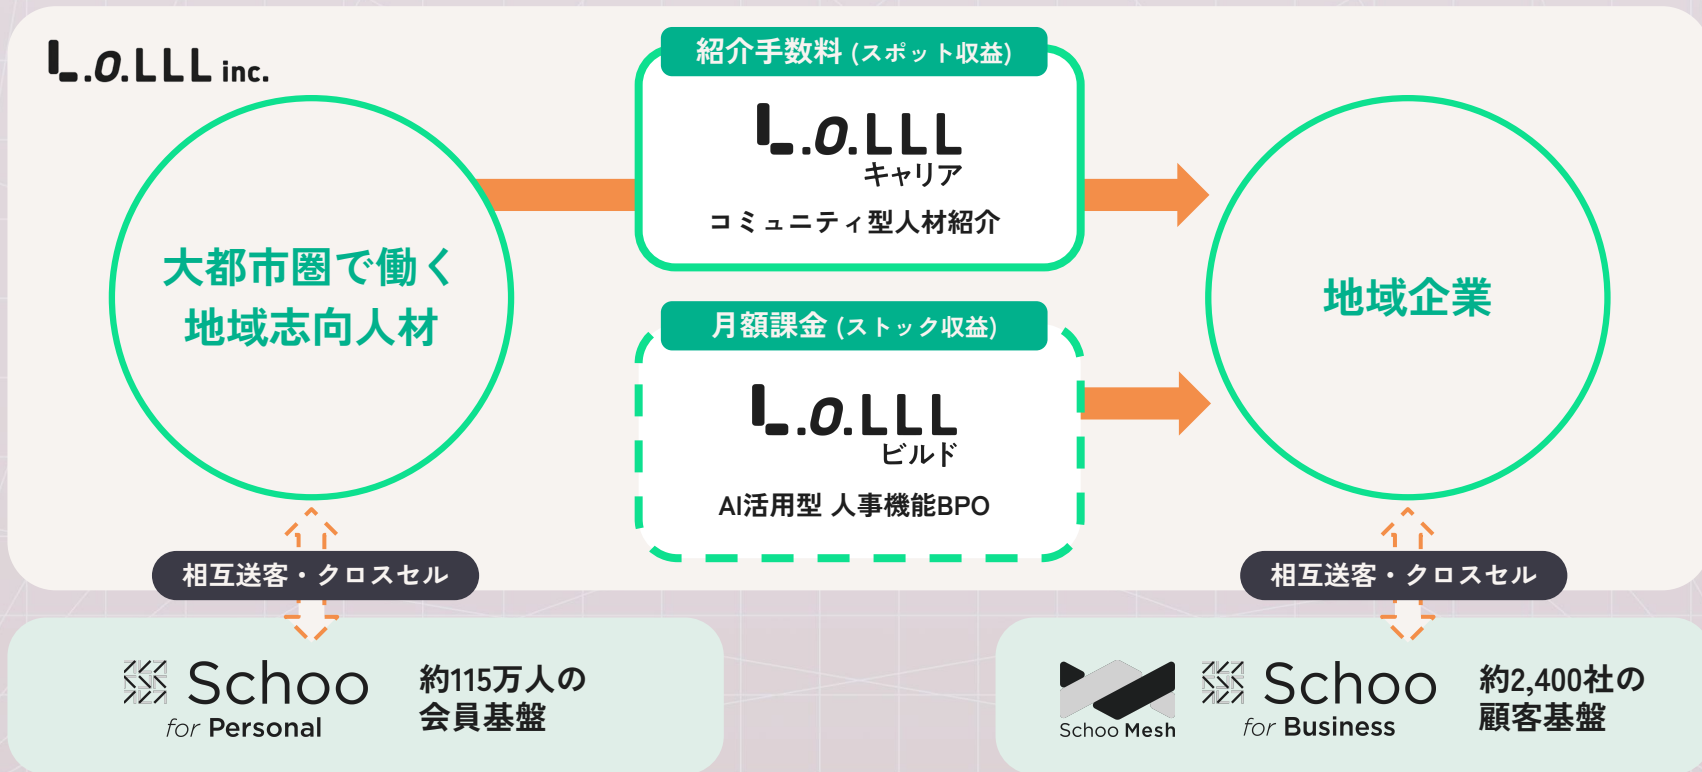 L.o.LLL inc.
大都市圏で働く
地域志向人材
紹介手数料 (スポット収益)
L.o.LLL
キャリア
コミュニティ型人材紹介
月額課金 (ストック収益)
L.o.LLL
ビルド
AI活用型 人事機能BPO
地域企業
相互送客・クロスセル
相互送客・クロスセル
Schoo
for Personal
約115万人の
会員基盤
Schoo Mesh
Schoo
for Business
約2,400社の
顧客基盤